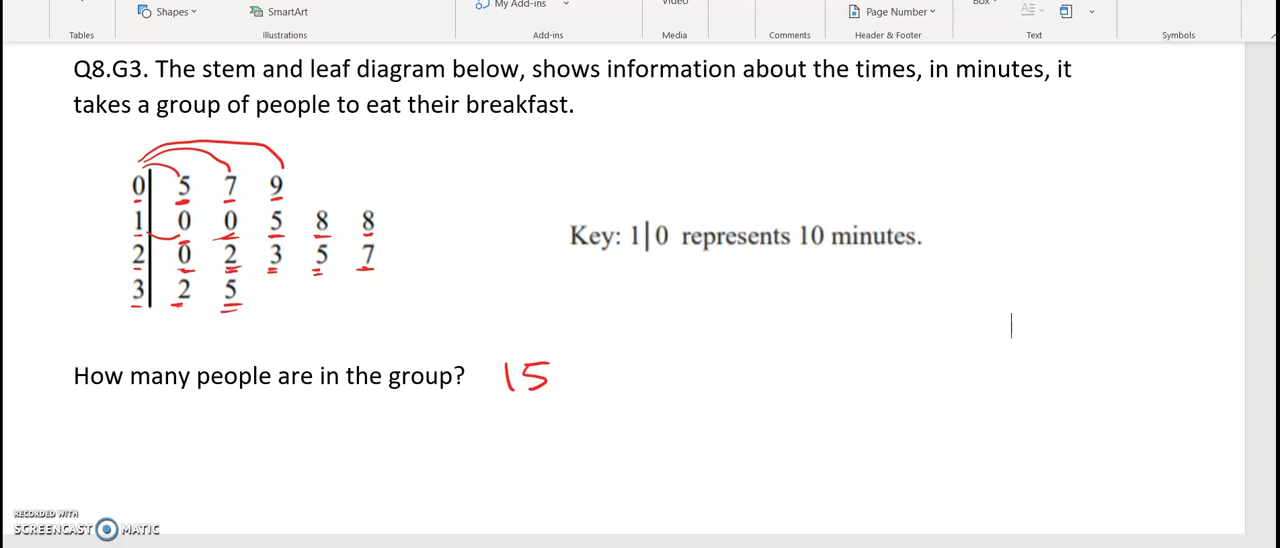 Shapes
SmartArt
My Add-ins
Video
Page Number
Box
Tables
Illustrations
Add-ins
Media
Comments
Header & Footer
Text
Symbols
Q8.G3. The stem and leaf diagram below, shows information about the times, in minutes, it
takes a group of people to eat their breakfast.
0 5 7 9
1 0 0 5 8 8
2 0 2 3 5 7
3 2 5
Key: 1|0 represents 10 minutes.
How many people are in the group? 15
RECORDED WITH
SCREENCAST MATIC